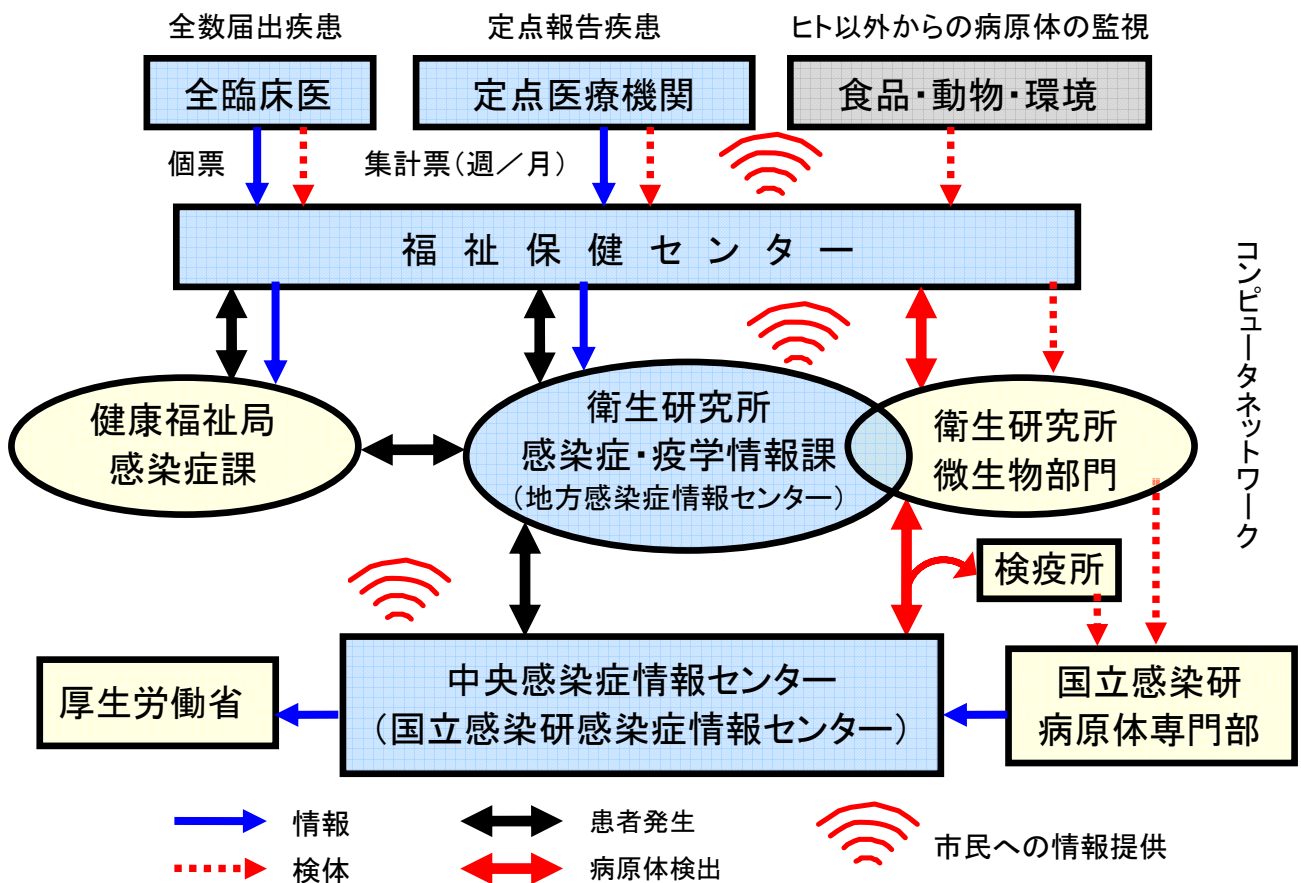 全数届出疾患
定点報告疾患
ヒト以外からの病原体の監視
全臨床医
定点医療機関
食品・動物・環境
個票
集計票(週／月)
福祉保健センター
コンピュータネットワーク
健康福祉局
感染症課
衛生研究所
感染症・疫学情報課
(地方感染症情報センター)
衛生研究所
微生物部門
検疫所
厚生労働省
中央感染症情報センター
(国立感染研感染症情報センター)
国立感染研
病原体専門部
情報
患者発生
市民への情報提供
検体
病原体検出